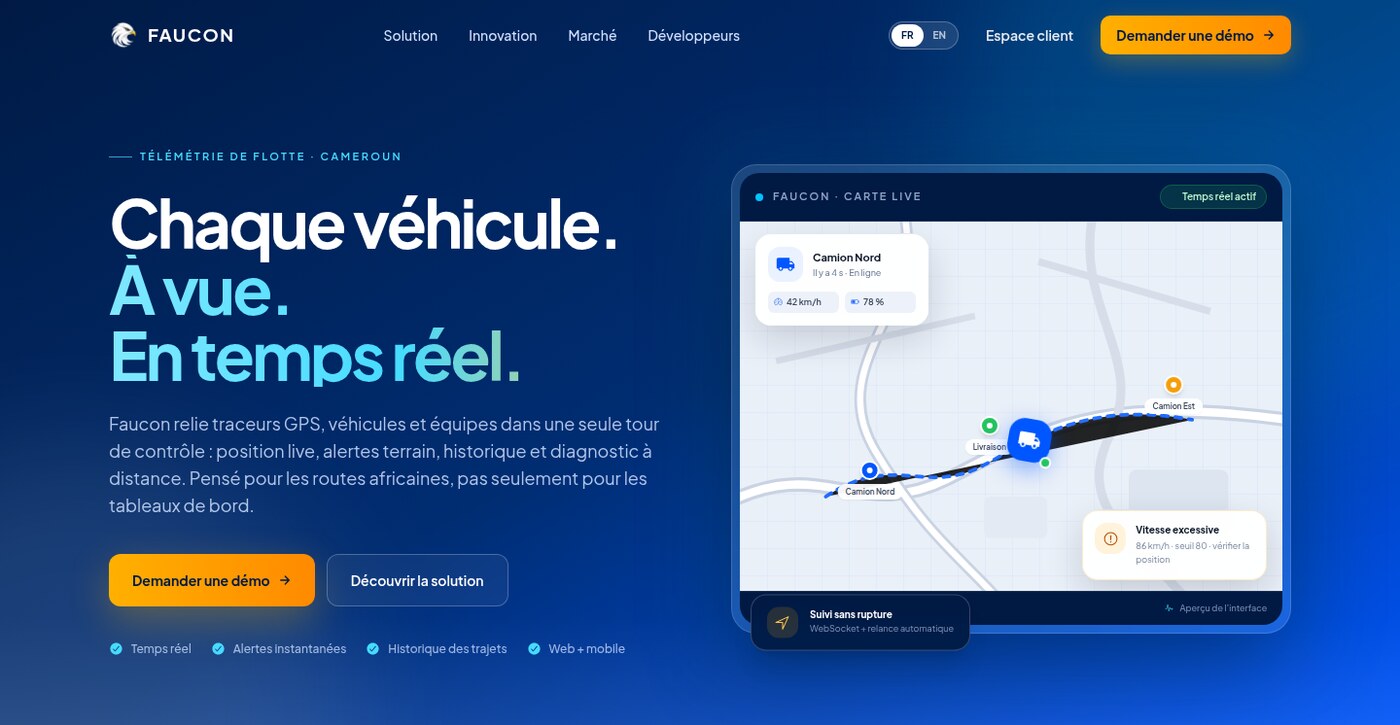 FAUCON
Solution
Innovation
Marché
Développeurs
FR
EN
Espace client
Demander une démo
TÉLÉMÉTRIE DE FLOTTE · CAMEROUN
Chaque véhicule.
À vue.
En temps réel.
Faucon relie traceurs GPS, véhicules et équipes dans une seule tour
de contrôle : position live, alertes terrain, historique et diagnostic à
distance. Pensé pour les routes africaines, pas seulement pour les
tableaux de bord.
Demander une démo
Découvrir la solution
Temps réel
Alertes instantanées
Historique des trajets
Web + mobile
FAUCON · CARTE LIVE
Temps réel actif
Camion Nord
Il y a 4 s · En ligne
42 km/h
78 %
Camion Est
Livraison
Camion Nord
Vitesse excessive
86 km/h · seuil 80 · vérifier la
position
Suivi sans rupture
WebSocket + relance automatique
Aperçu de l'interface